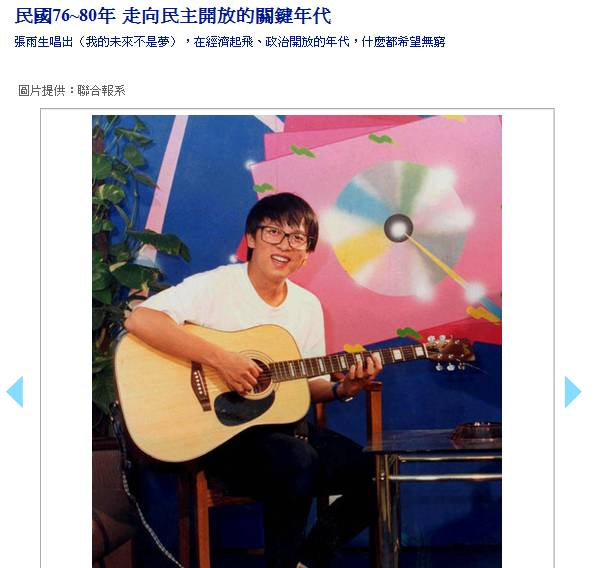 民國76~80年 走向民主開放的關鍵年代
張雨生唱出〈我的未來不是夢〉，在經濟起飛、政治開放的年代，什麼都希望無窮
圖片提供：聯合報系